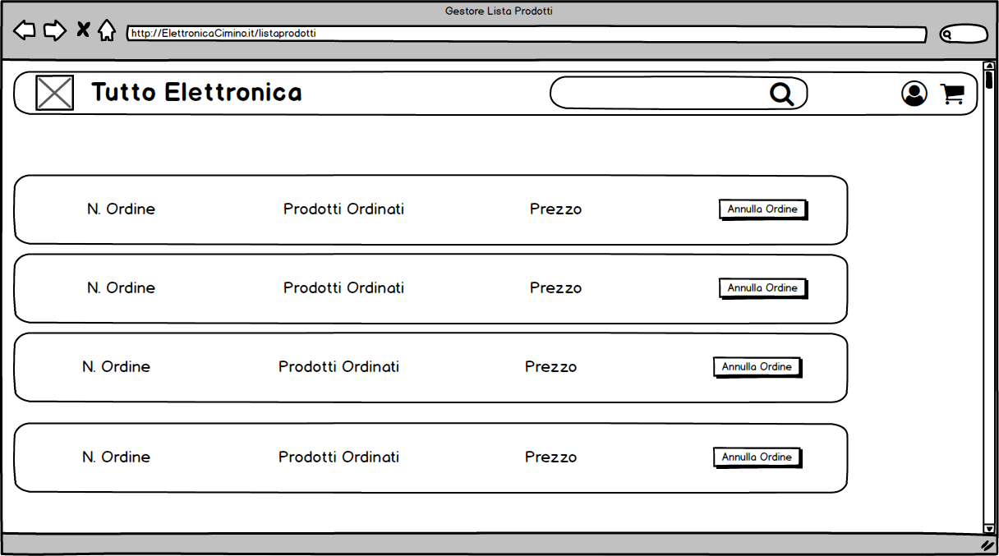 Gestore Lista Prodotti
http://ElettronicaCimino.it/listaprodotti
Tutto Elettronica
N. Ordine Prodotti Ordinati Prezzo Annulla Ordine
N. Ordine Prodotti Ordinati Prezzo Annulla Ordine
N. Ordine Prodotti Ordinati Prezzo Annulla Ordine
N. Ordine Prodotti Ordinati Prezzo Annulla Ordine